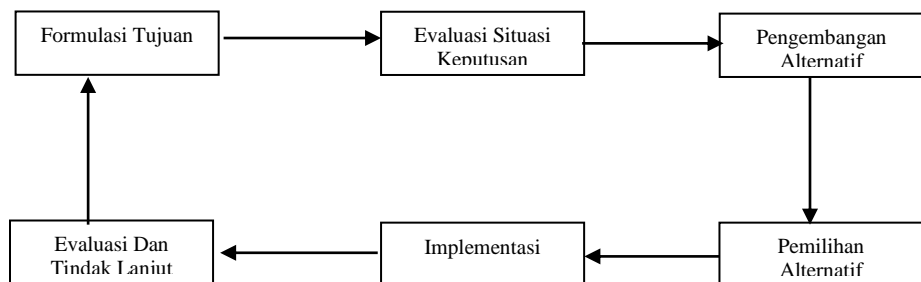 Formulasi Tujuan
Evaluasi Situasi
Keputusan
Pengembangan
Alternatif
Evaluasi Dan
Tindak Lanjut
Implementasi
Pemilihan
Alternatif